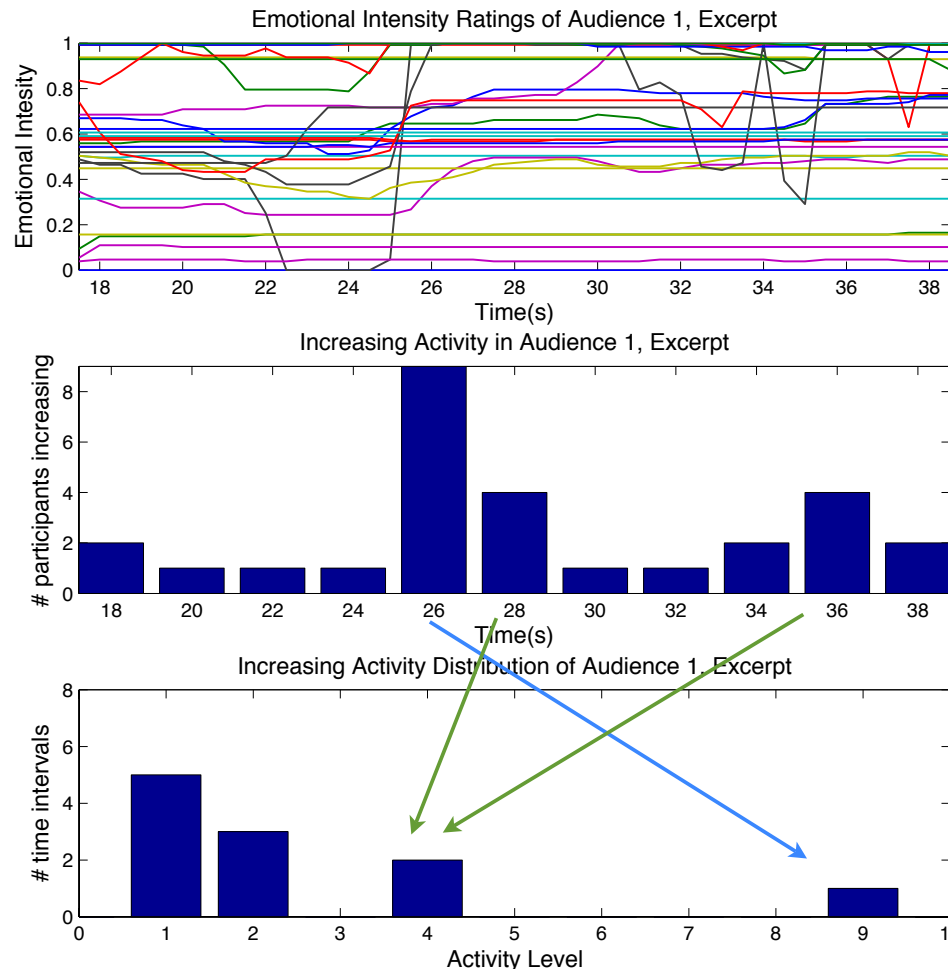 Emotional Intensity Ratings of Audience 1, Excerpt
1
0.8
0.6
0.4
0.2
0
Emotional Intesity
18 20 22 24 26 28 30 32 34 36 38
Time(s)
Increasing Activity in Audience 1, Excerpt
8
6
4
2
0
# participants increasing
18 20 22 24 26 28 30 32 34 36 38
Time(s)
Increasing Activity Distribution of Audience 1, Excerpt
8
6
4
2
0
# time intervals
0 1 2 3 4 5 6 7 8 9 1
Activity Level